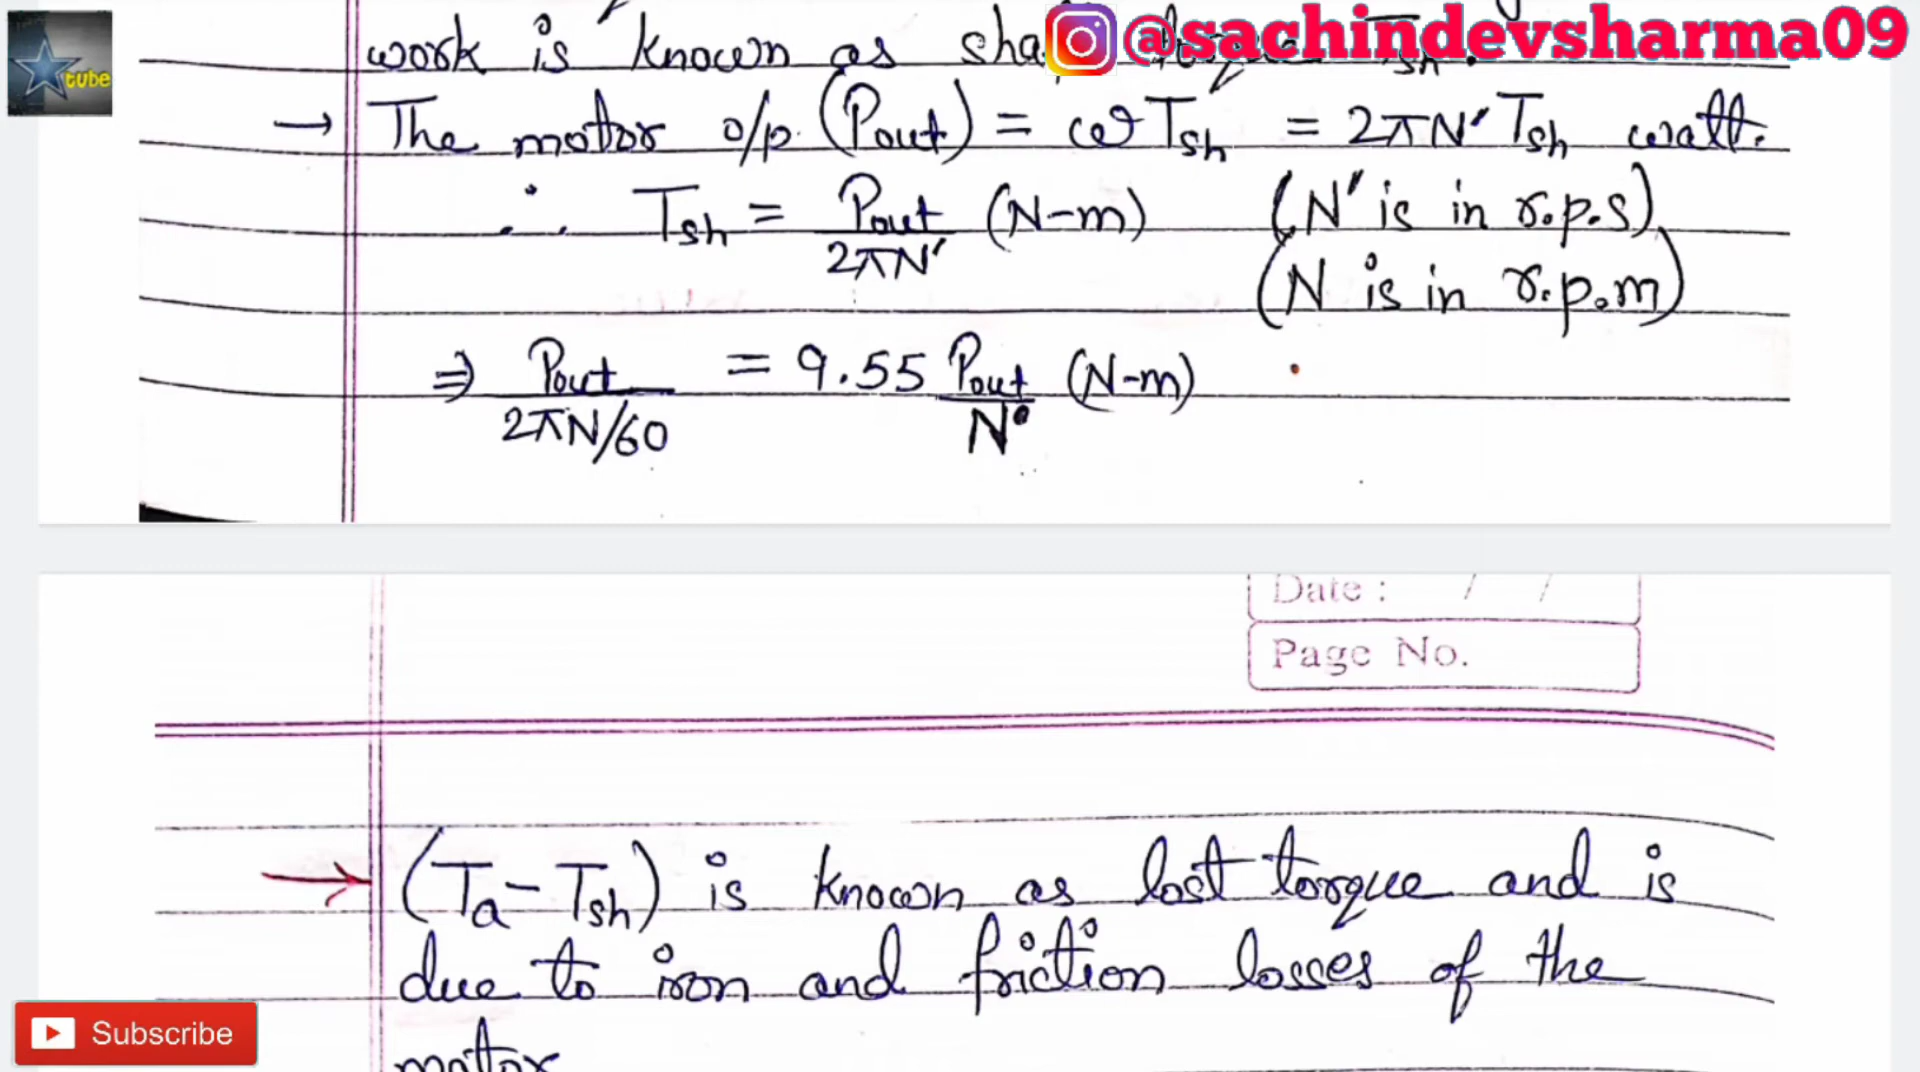 tube
@sachindevsharma09
work is known as
→ The motor o/p (Pout) = ωTsh = 2πN' Tsh watt.
∴ Tsh = Pout/2πN' (N-m) (N' is in r.p.s)
(N is in r.p.m)
⇒ Pout/2πN/60 = 9.55 Pout/N (N-m)
Date : / /
Page No.
→ (Ta - Tsh) is known as lost torque and is
due to iron and friction losses of the
motor
Subscribe